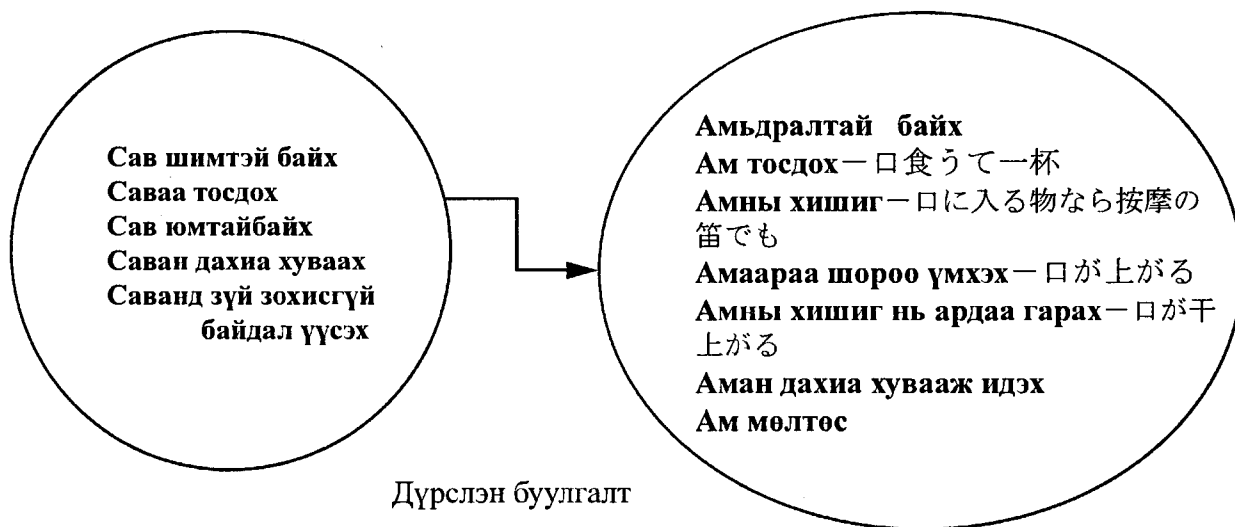 Сав шимтэй байх
Саваа тосдох
Сав юмтайбайх
Саван дахиа хуваах
Саванд зүй зохисгүй
байдал үүсэх
Амьдралтай байх
Ам тосдох－口食うて一杯
Амны хишиг－口に入る物なら按摩の
笛でも
Амаараа шороо үмхэх－口が上がる
Амны хишиг нь ардаа гарах－口が干
上がる
Аман дахиа хувааж идэх
Ам мөлтөс
Дүрслэн буулгалт